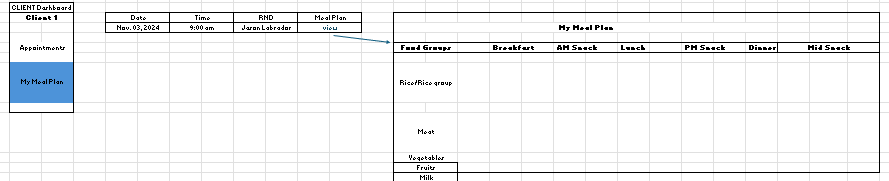 CLIENT Dashboard
Client 1
Appointments
My Meal Plan
Date Time RND Meal Plan
Nov. 03, 2024 9:00 am Jaron Labrador view
My Meal Plan
Food Groups Breakfast AM Snack Lunch PM Snack Dinner Mid Snack
Rice/Rice group
Meat
Vegetables
Fruits
Milk